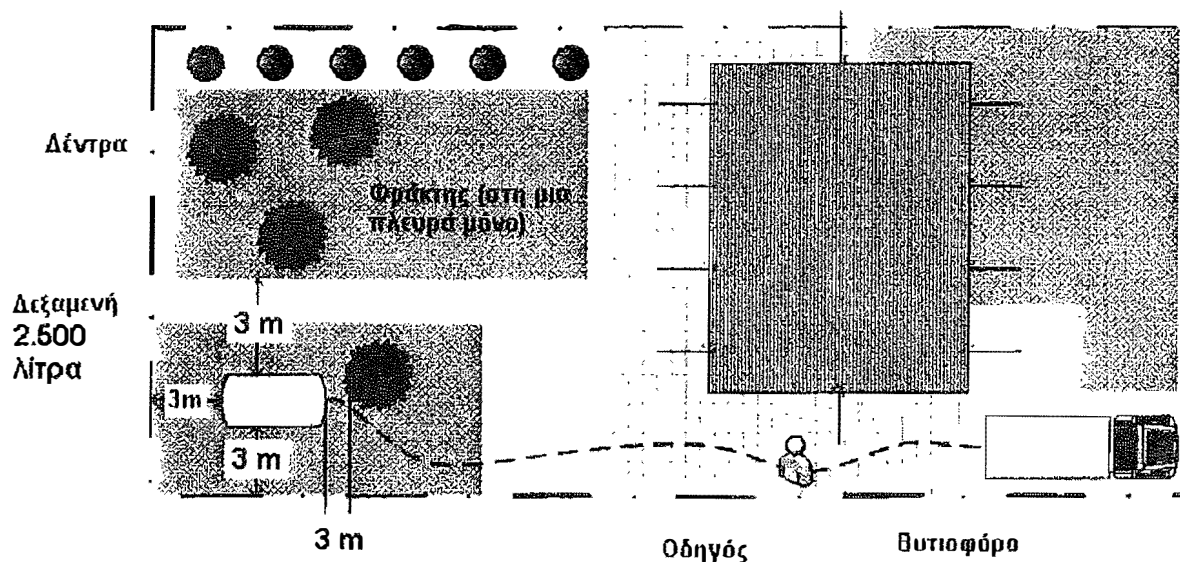 Δέντρα
Φράκτης (στη μια
πλευρά μόνο)
Δεξαμενή
2.500
λίτρα
3 m
3m
3 m
3 m
Οδηγός
Βυτιοφόρο